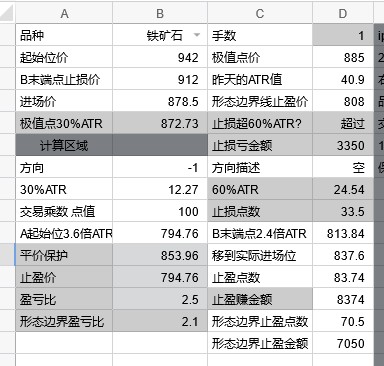 A B C D
品种 铁矿石 手数 1
起始位价 942 极值点价 885
B末端点止损价 912 昨天的ATR值 40.9
进场价 878.5 形态边界线止盈价 808
极值点30%ATR 872.73 止损超60%ATR? 超过
计算区域 止损亏金额 3350
方向 -1 方向描述 空
30%ATR 12.27 60%ATR 24.54
交易乘数 点值 100 止损点数 33.5
A起始位3.6倍ATR 794.76 B末端点2.4倍ATR 813.84
平价保护 853.96 移到实际进场位 837.6
止盈价 794.76 止盈点数 83.74
盈亏比 2.5 止盈赚金额 8374
形态边界盈亏比 2.1 形态边界止盈点数 70.5
形态边界止盈金额 7050